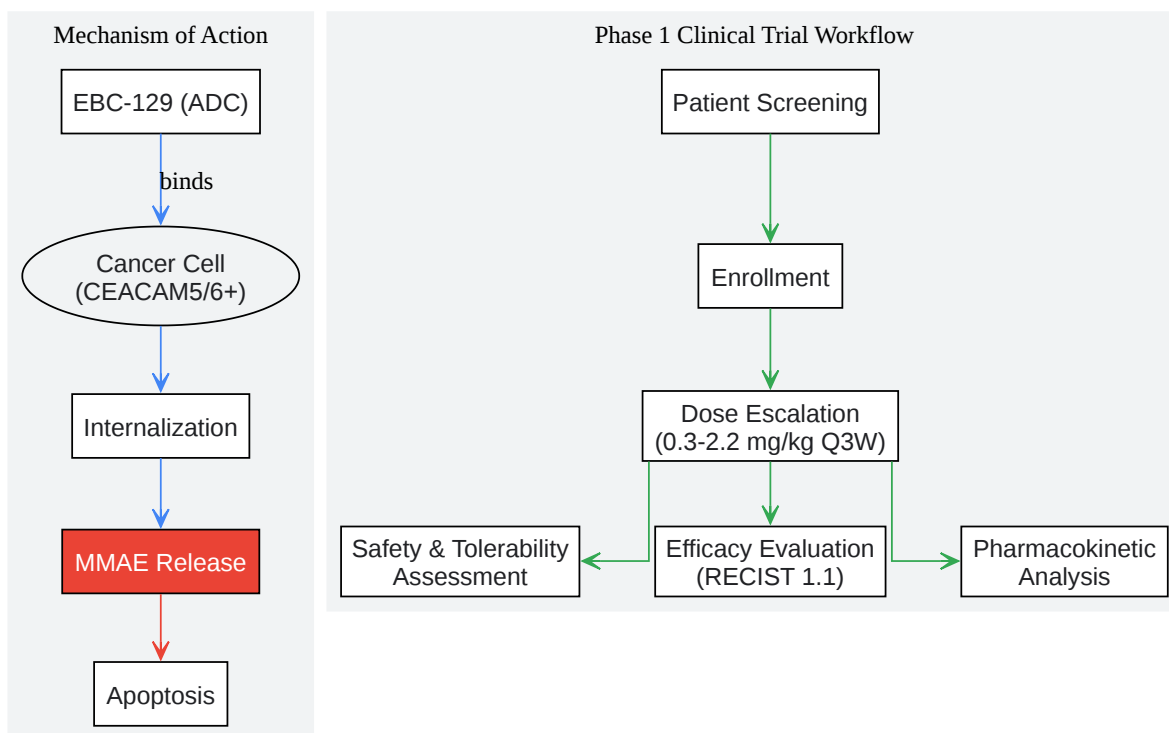 Mechanism of Action
EBC-129 (ADC)
binds
Cancer Cell
(CEACAM5/6+)
Internalization
MMAE Release
Apoptosis
Phase 1 Clinical Trial Workflow
Patient Screening
Enrollment
Dose Escalation
(0.3-2.2 mg/kg Q3W)
Safety & Tolerability
Assessment
Efficacy Evaluation
(RECIST 1.1)
Pharmacokinetic
Analysis